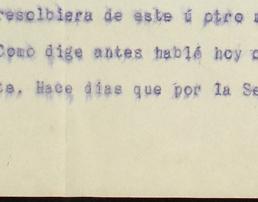 resolbiera de este ú otro
Como dige antes hablé hoy
te. Hace días que por la Se